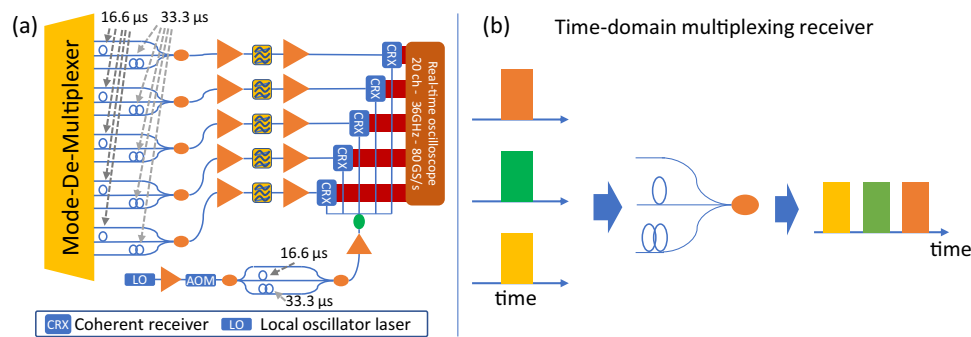 (a)
16.6 µs
33.3 µs
Mode-De-Multiplexer
CRX
CRX
CRX
CRX
CRX
Real-time oscilloscope
20 ch - 36GHz - 80GS/s
LO
AOM
16.6 µs
33.3 µs
CRX Coherent receiver LO Local oscillator laser
(b) Time-domain multiplexing receiver
time
time